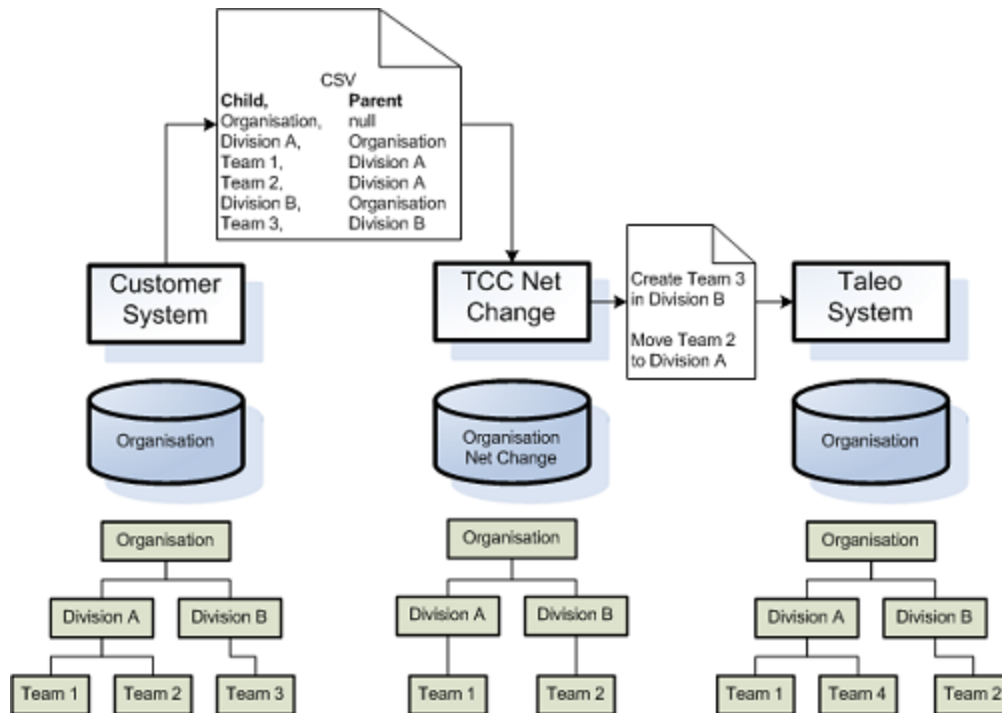 CSV
Child, Parent
Organisation, null
Division A, Organisation
Team 1, Division A
Team 2, Division A
Division B, Organisation
Team 3, Division B
Customer
System
TCC Net
Change
Create Team 3
in Division B
Move Team 2
to Division A
Taleo
System
Organisation
Organisation
Net Change
Organisation
Organisation
Division A
Division B
Team 1
Team 2
Team 3
Organisation
Division A
Division B
Team 1
Team 2
Organisation
Division A
Division B
Team 1
Team 4
Team 2